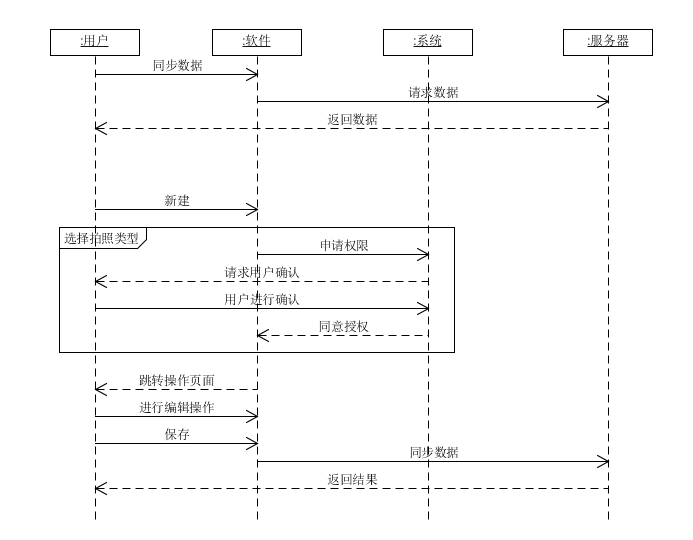 :用户
:软件
:系统
:服务器
同步数据
请求数据
返回数据
新建
选择拍照类型
申请权限
请求用户确认
用户进行确认
同意授权
跳转操作页面
进行编辑操作
保存
同步数据
返回结果